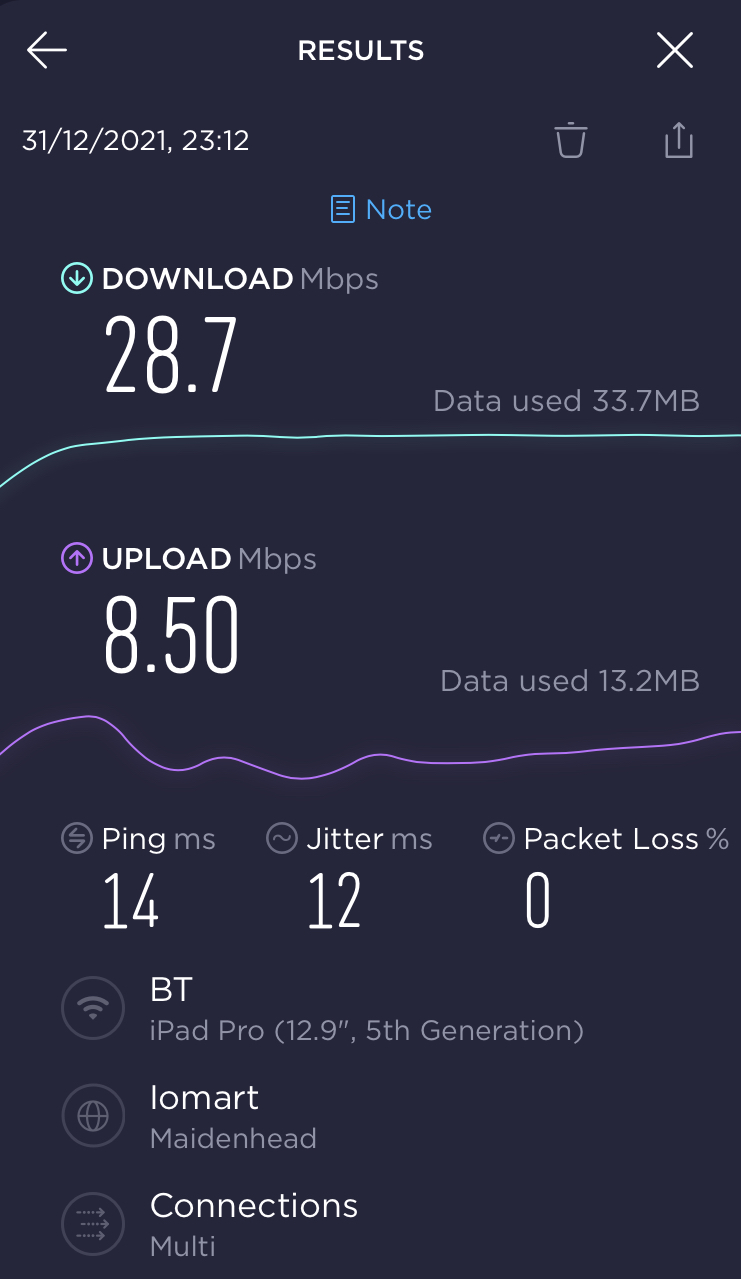 RESULTS
31/12/2021, 23:12
Note
DOWNLOAD Mbps
28.7
Data used 33.7MB
UPLOAD Mbps
8.50
Data used 13.2MB
Ping ms Jitter ms Packet Loss %
14 12 0
BT
iPad Pro (12.9", 5th Generation)
Iomart
Maidenhead
Connections
Multi